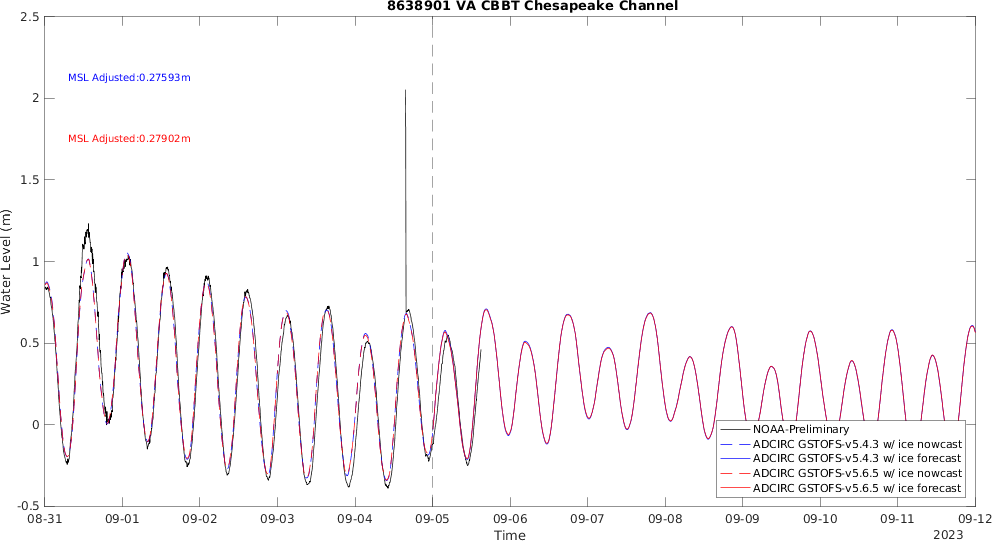 8638901 VA CBBT Chesapeake Channel
2.5
2
1.5
1
0.5
0
-0.5
Water Level (m)
MSL Adjusted:0.27593m
MSL Adjusted:0.27902m
NOAA-Preliminary
ADCIRC GSTOFS-v5.4.3 w/ ice nowcast
ADCIRC GSTOFS-v5.4.3 w/ ice forecast
ADCIRC GSTOFS-v5.6.5 w/ ice nowcast
ADCIRC GSTOFS-v5.6.5 w/ ice forecast
08-31 09-01 09-02 09-03 09-04 09-05 09-06 09-07 09-08 09-09 09-10 09-11 09-12
Time
2023